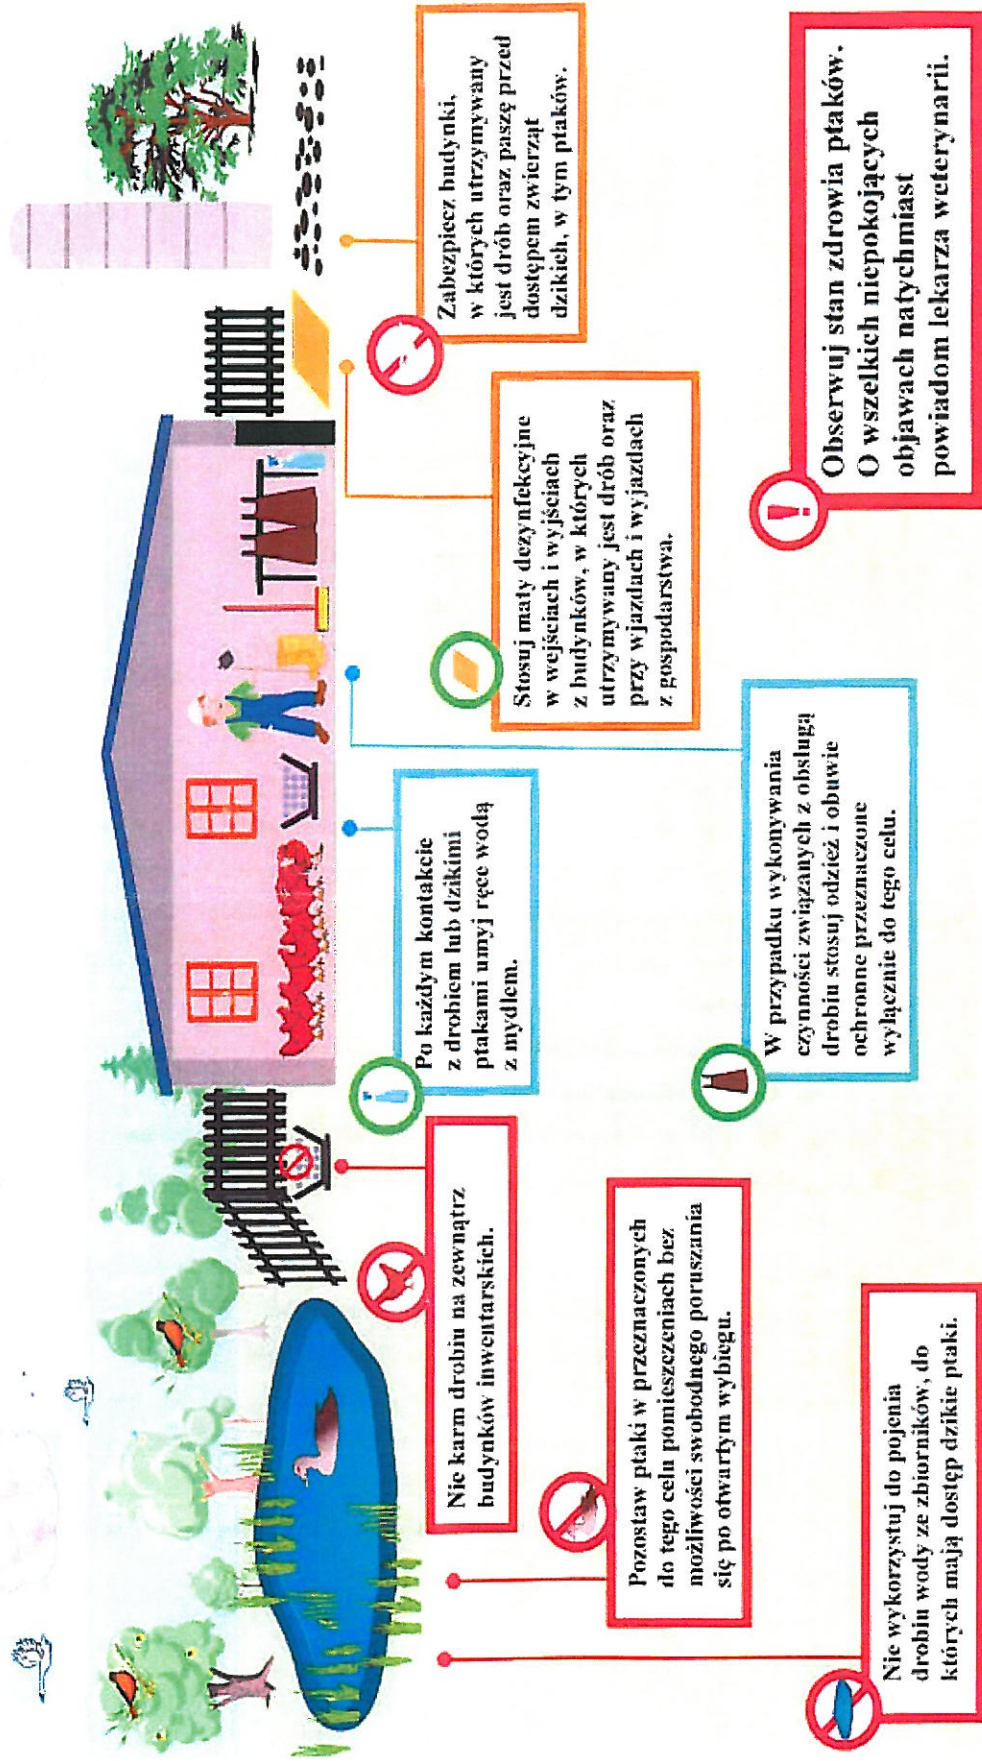 Nie karm drobiu na zewnątrz
budynków inwentarskich.
Pozostaw ptaki w przeznaczonych
do tego celu pomieszczeniach bez
możliwości swobodnego poruszania
się po otwartym wybiegu.
Nie wykorzystuj do pojenia
drobiu wody ze zbiorników, do
których mają dostęp dzikie ptaki.
Po każdym kontakcie
z drobiem lub dzikimi
ptakami umyj ręce wodą
z mydłem.
W przypadku wykonywania
czynności związanych z obsługą
drobiu stosuj odzież i obuwie
ochronne przeznaczone
wyłącznie do tego celu.
Stosuj maty dezynfekcyjne
w wejściach i wyjściach
z budynków, w których
utrzymywany jest drób oraz
przy wjazdach i wyjazdach
z gospodarstwa.
Zabezpiecz budynki,
w których utrzymywany
jest drób oraz paszę przed
dostępem zwierząt
dzikich, w tym ptaków.
Obserwuj stan zdrowia ptaków.
O wszelkich niepokojących
objawach natychmiast
powiadom lekarza weterynarii.